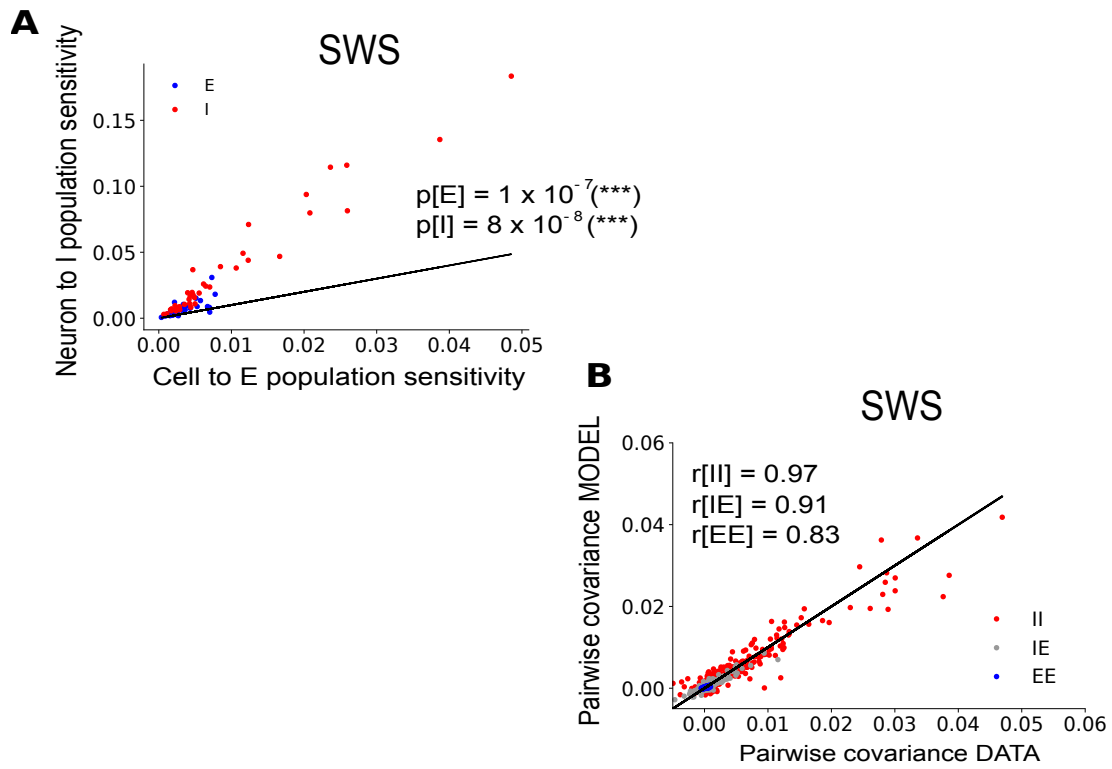 A
SWS
Neuron to I population sensitivity
E
I
0.15
0.10
0.05
0.00
p[E] = 1 x 10⁻⁷(***)
p[I] = 8 x 10⁻⁸(***)
0.00 0.01 0.02 0.03 0.04 0.05
Cell to E population sensitivity
B
SWS
Pairwise covariance MODEL
0.06
0.04
0.02
0.00
r[II] = 0.97
r[IE] = 0.91
r[EE] = 0.83
II
IE
EE
0.00 0.01 0.02 0.03 0.04 0.05 0.06
Pairwise covariance DATA